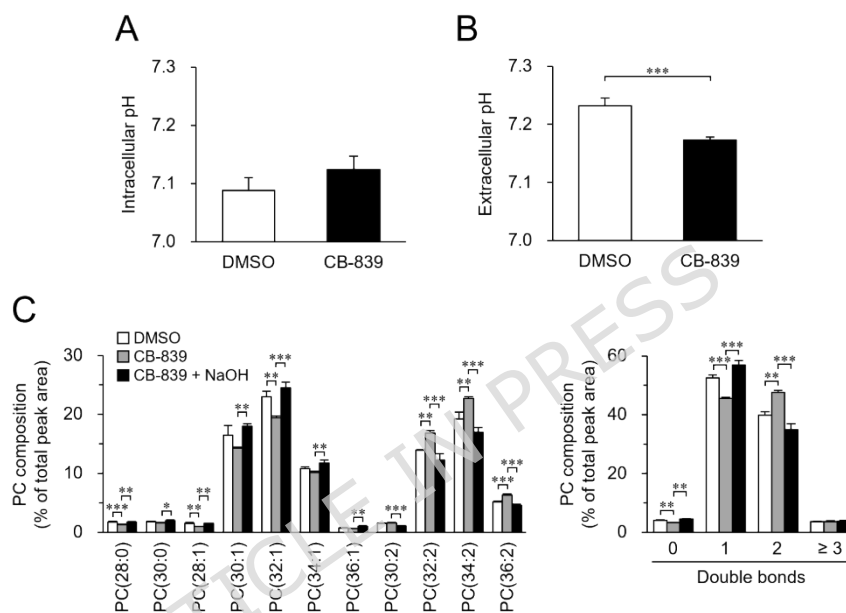 A
7.3
7.2
7.1
7.0
Intracellular pH
DMSO
CB-839
B
7.3
7.2
7.1
7.0
Extracellular pH
***
DMSO
CB-839
C
DMSO
CB-839
CB-839 + NaOH
30
20
10
0
PC composition
(% of total peak area)
*** **
*
** **
**
** ***
**
**
***
** ***
** ***
*** ***
PC(28:0)
PC(30:0)
PC(28:1)
PC(30:1)
PC(32:1)
PC(34:1)
PC(36:1)
PC(30:2)
PC(32:2)
PC(34:2)
PC(36:2)
60
40
20
0
PC composition
(% of total peak area)
** **
*** ***
** ***
0
1
2
≥ 3
Double bonds
TICLE IN PRESS